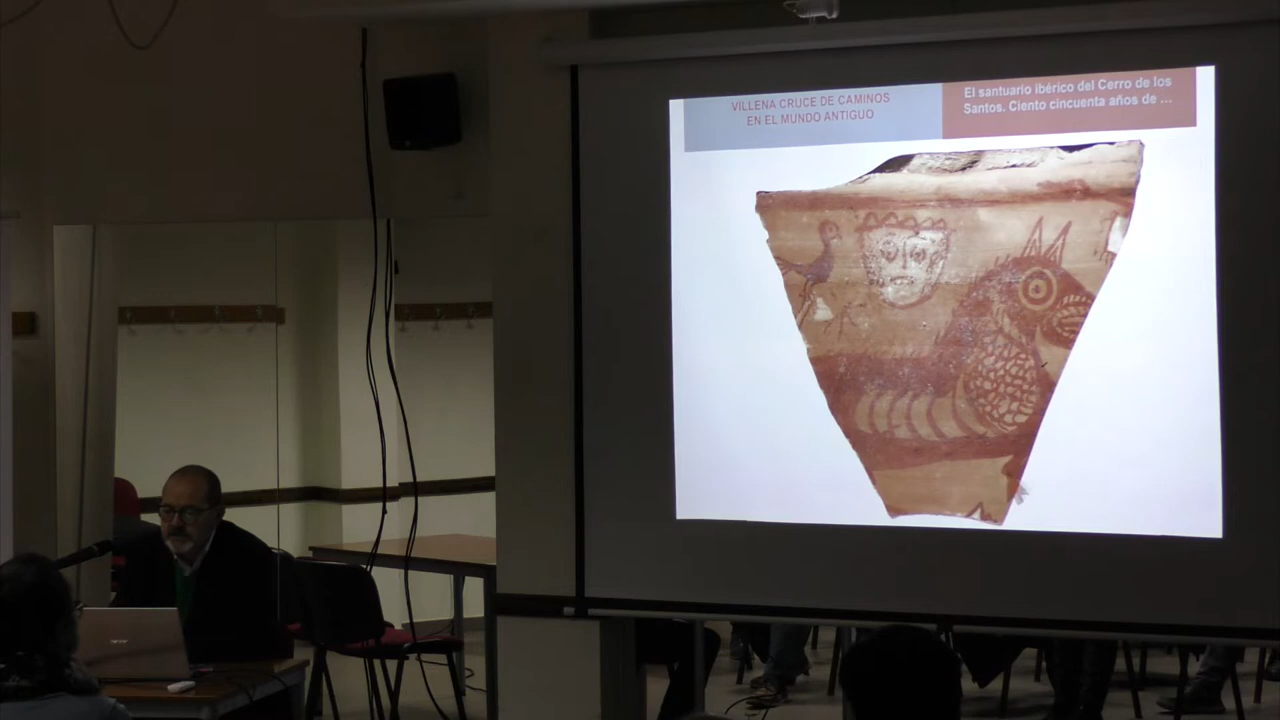 VILLENA CRUCE DE CAMINOS
EN EL MUNDO ANTIGUO
El santuario ibérico del Cerro de los
Santos. Ciento cincuenta años de ...
acer